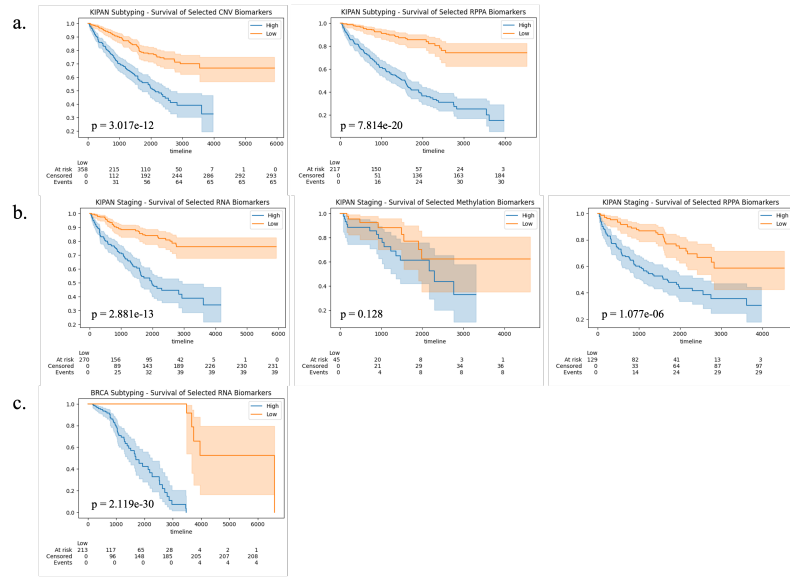 a.
KIPAN Subtyping - Survival of Selected CNV Biomarkers
High
Low
1.0
0.9
0.8
0.7
0.6
0.5
0.4
0.3
0.2
p = 3.017e-12
0 1000 2000 3000 4000 5000 6000
timeline
Low
At risk 358 215 110 50 7 1 0
Censored 0 112 192 244 286 292 293
Events 0 31 56 64 65 65 65
KIPAN Subtyping - Survival of Selected RPPA Biomarkers
High
Low
1.0
0.8
0.6
0.4
0.2
p = 7.814e-20
0 1000 2000 3000 4000
timeline
Low
At risk 217 150 57 24 3
Censored 0 51 136 163 184
Events 0 16 24 30 30
b.
KIPAN Staging - Survival of Selected RNA Biomarkers
High
Low
1.0
0.9
0.8
0.7
0.6
0.5
0.4
0.3
0.2
p = 2.881e-13
0 1000 2000 3000 4000 5000 6000
timeline
Low
At risk 270 156 95 42 5 1 0
Censored 0 89 143 189 226 230 231
Events 0 25 32 39 39 39 39
KIPAN Staging - Survival of Selected Methylation Biomarkers
High
Low
1.0
0.8
0.6
0.4
0.2
p = 0.128
0 1000 2000 3000 4000
timeline
Low
At risk 45 20 8 3 1
Censored 0 21 29 34 36
Events 0 4 8 8 8
KIPAN Staging - Survival of Selected RPPA Biomarkers
High
Low
1.0
0.8
0.6
0.4
0.2
p = 1.077e-06
0 1000 2000 3000 4000
timeline
Low
At risk 129 82 41 13 3
Censored 0 33 64 87 97
Events 0 14 24 29 29
c.
BRCA Subtyping - Survival of Selected RNA Biomarkers
High
Low
1.0
0.8
0.6
0.4
0.2
0.0
p = 2.119e-30
0 1000 2000 3000 4000 5000 6000
timeline
Low
At risk 213 117 65 28 4 2 1
Censored 0 96 148 185 205 207 208
Events 0 0 0 0 4 4 4